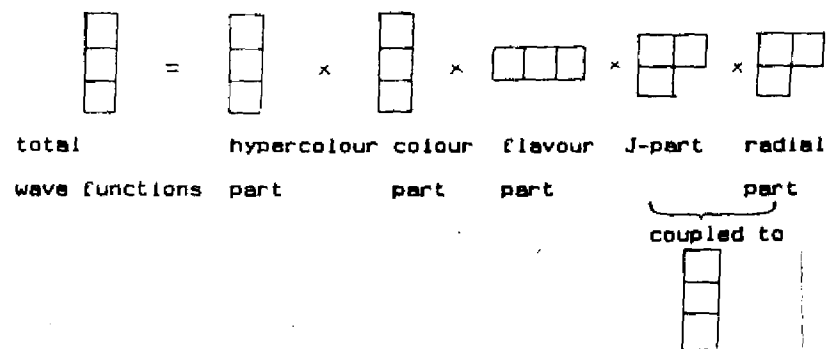 = × × × ×
total hypercolour colour flavour J-part radial
wave functions part part part part
coupled to